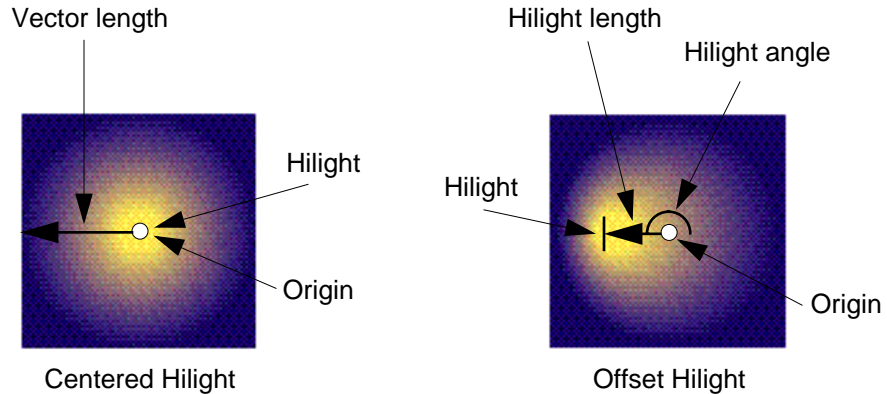 Vector length
Hilight
Origin
Centered Hilight
Hilight length
Hilight angle
Hilight
Origin
Offset Hilight